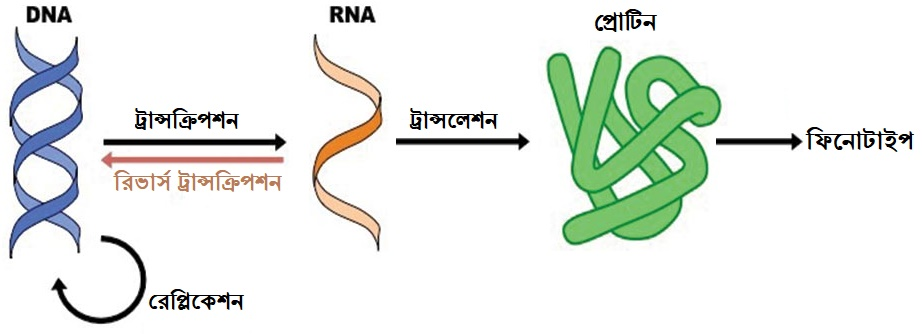 DNA
RNA
প্রোটিন
ট্রান্সক্রিপশন
ট্রান্সলেশন
ফিনোটাইপ
রিভার্স ট্রান্সক্রিপশন
রেপ্লিকেশন